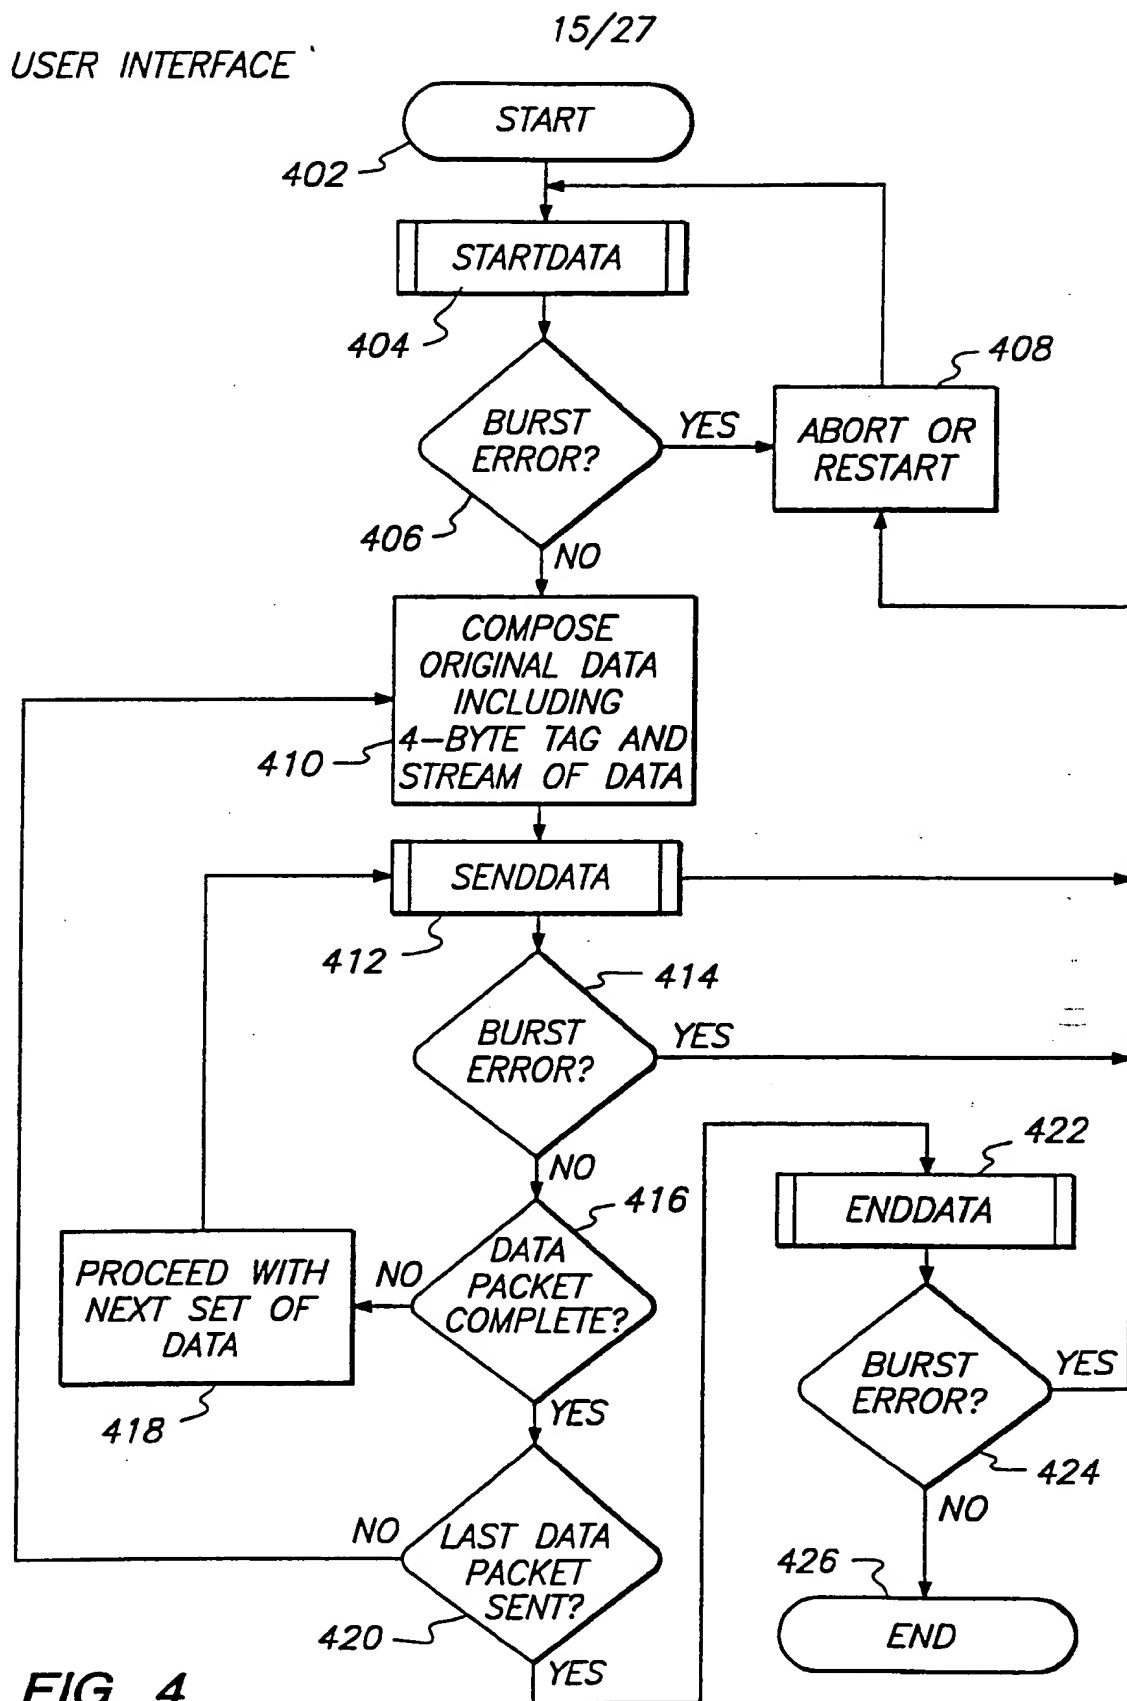 15/27
USER INTERFACE
START
402
STARTDATA
404
408
BURST
ERROR?
YES
ABORT OR
RESTART
406
NO
COMPOSE
ORIGINAL DATA
INCLUDING
4-BYTE TAG AND
STREAM OF DATA
410
SENDDATA
412
414
BURST
ERROR?
YES
NO
416
422
ENDDATA
DATA
PACKET
COMPLETE?
NO
PROCEED WITH
NEXT SET OF
DATA
418
YES
BURST
ERROR?
YES
424
NO
LAST DATA
PACKET
SENT?
NO
420
YES
426
END
FIG. 4